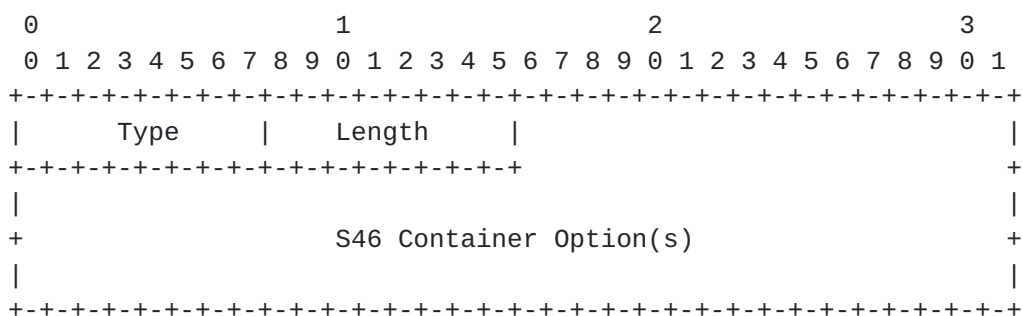 0                   1                   2                   3
 0 1 2 3 4 5 6 7 8 9 0 1 2 3 4 5 6 7 8 9 0 1 2 3 4 5 6 7 8 9 0 1
+-+-+-+-+-+-+-+-+-+-+-+-+-+-+-+-+-+-+-+-+-+-+-+-+-+-+-+-+-+-+-+-+
|      Type     |    Length     |                               |
+-+-+-+-+-+-+-+-+-+-+-+-+-+-+-+-+                               +
|                                                               |
+                    S46 Container Option(s)                    +
|                                                               |
+-+-+-+-+-+-+-+-+-+-+-+-+-+-+-+-+-+-+-+-+-+-+-+-+-+-+-+-+-+-+-+-+